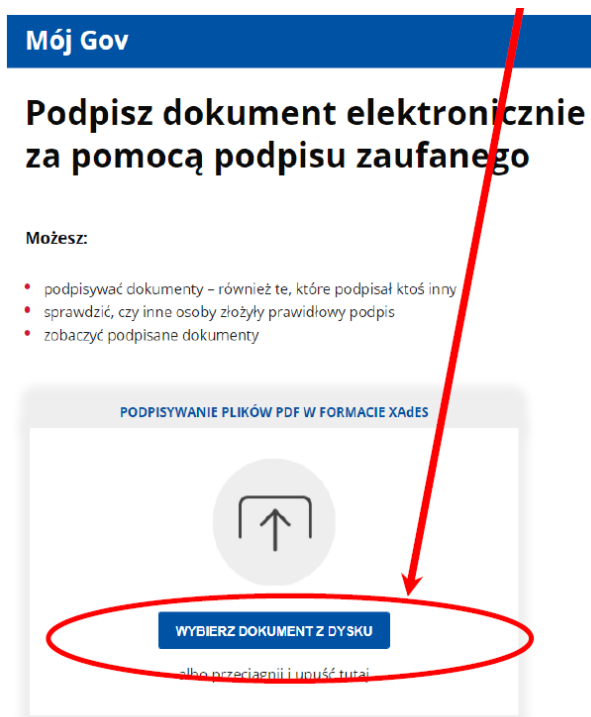 Mój Gov
Podpisz dokument elektronicznie
za pomocą podpisu zaufanego
Możesz:
podpisywać dokumenty – również te, które podpisał ktoś inny
sprawdzić, czy inne osoby złożyły prawidłowy podpis
zobaczyć podpisane dokumenty
PODPISYWANIE PLIKÓW PDF W FORMACIE XAdES
WYBIERZ DOKUMENT Z DYSKU
albo przeciągnij i upuść tutaj